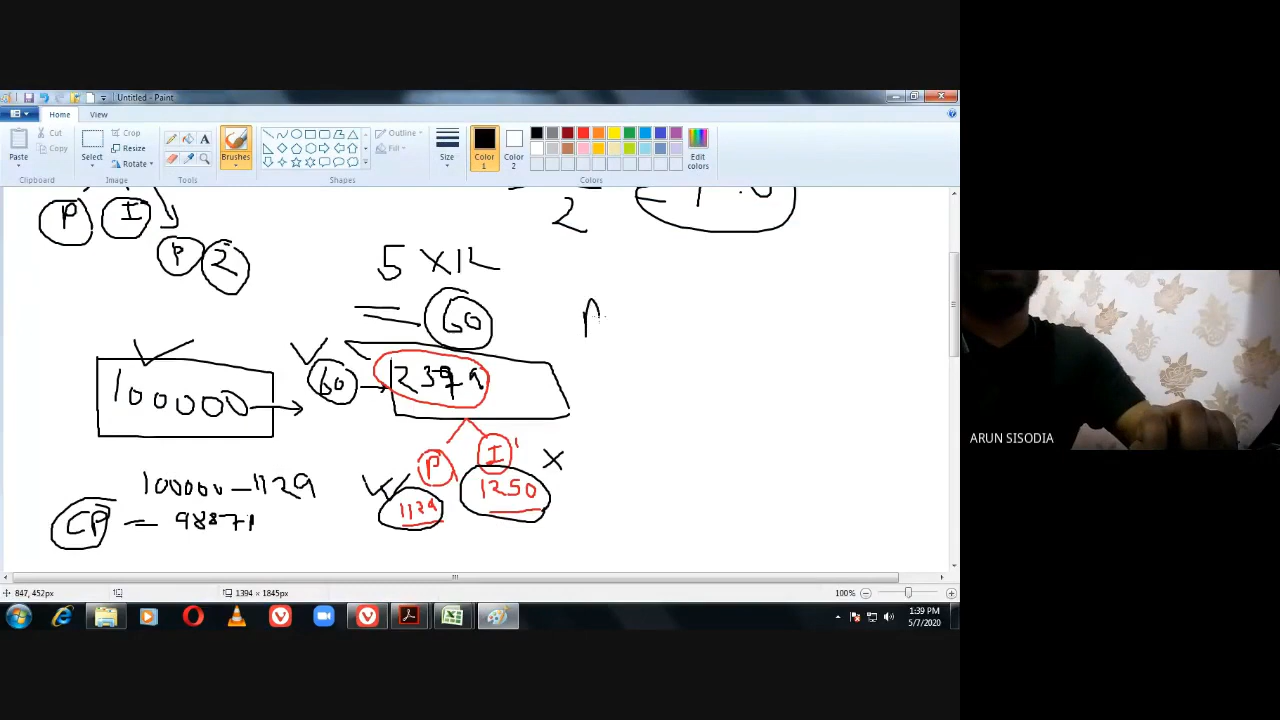 Untitled - Paint
Home View
Paste Cut Copy Select Crop Resize Rotate Brushes Outline Fill Size Color 1 Color 2 Edit colors
Clipboard Image Tools Shapes Colors
P I
P 2
2
5 X 12
= 60
100000 → 60 → 2379
P I
X
1129 1250
100000 - 1129
CP = 98871
ARUN SISODIA
847, 452px 1394 × 1845px 100%
1:39 PM
5/7/2020